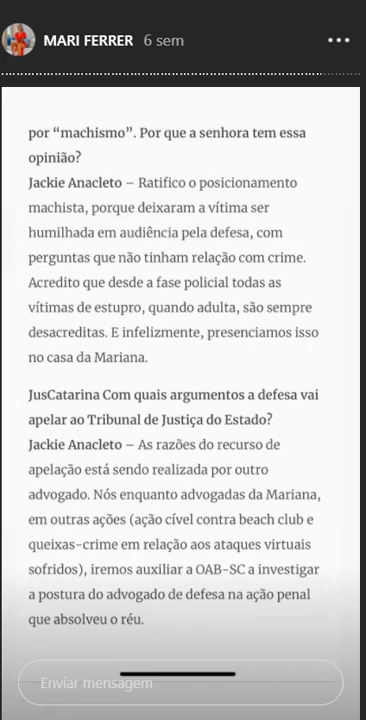 MARI FERRER 6 sem
por “machismo”. Por que a senhora tem essa
opinião?
Jackie Anacleto – Ratifico o posicionamento
machista, porque deixaram a vítima ser
humilhada em audiência pela defesa, com
perguntas que não tinham relação com crime.
Acredito que desde a fase policial todas as
vítimas de estupro, quando adulta, são sempre
desacreditas. E infelizmente, presenciamos isso
no casa da Mariana.
JusCatarina Com quais argumentos a defesa vai
apelar ao Tribunal de Justiça do Estado?
Jackie Anacleto – As razões do recurso de
apelação está sendo realizada por outro
advogado. Nós enquanto advogadas da Mariana,
em outras ações (ação cível contra beach club e
queixas-crime em relação aos ataques virtuais
sofridos), iremos auxiliar a OAB-SC a investigar
a postura do advogado de defesa na ação penal
que absolveu o réu.
Enviar mensagem